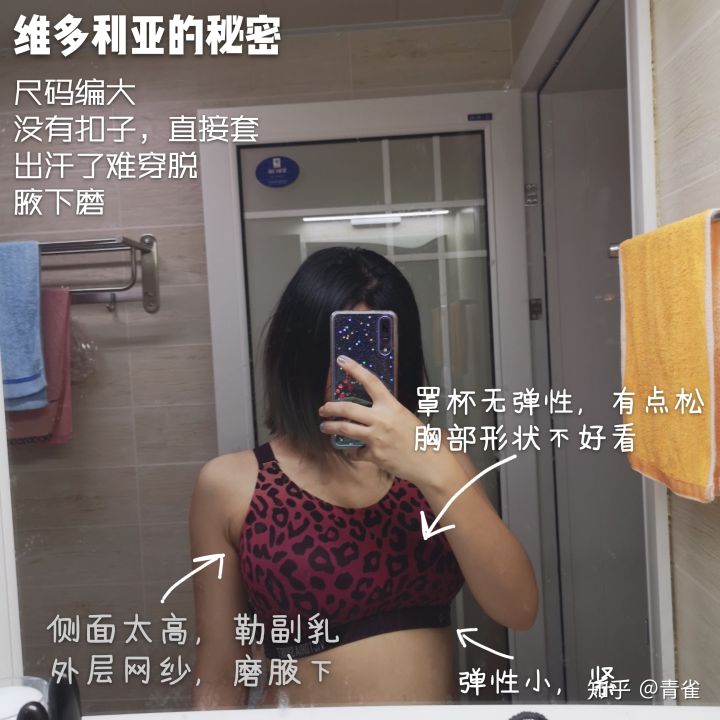 维多利亚的秘密
尺码编大
没有扣子，直接套
出汗了难穿脱
腋下磨
罩杯无弹性，有点松
胸部形状不好看
侧面太高，勒副乳
外层网纱，磨腋下
弹性小，紧
知乎 @青雀